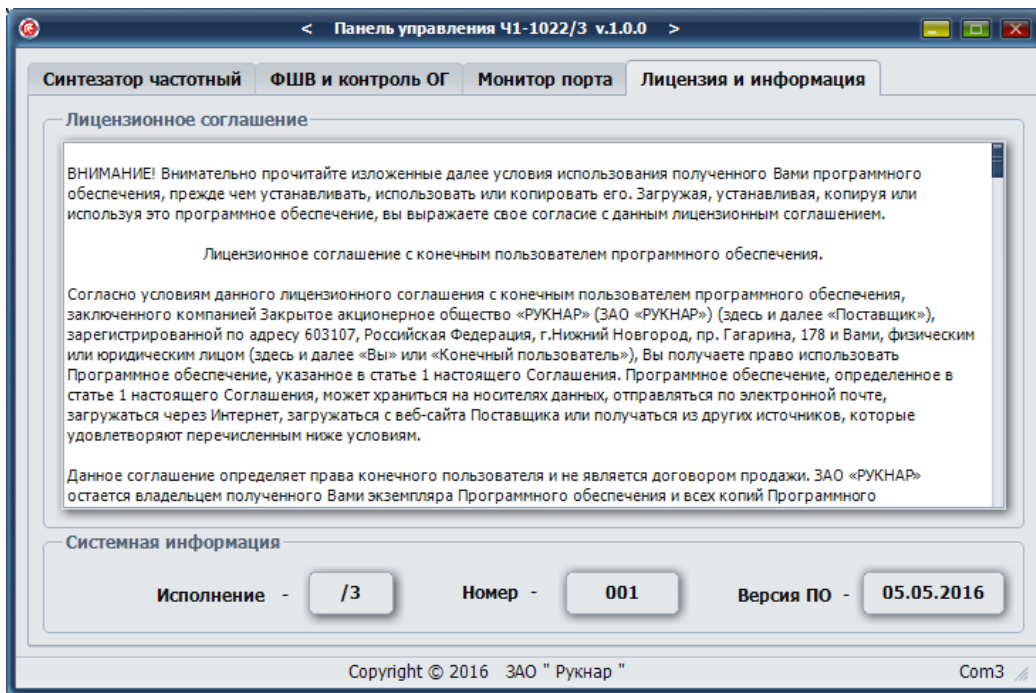 < Панель управления Ч1-1022/3 v.1.0.0 >
Синтезатор частотный ФШВ и контроль ОГ Монитор порта Лицензия и информация
Лицензионное соглашение
ВНИМАНИЕ! Внимательно прочитайте изложенные далее условия использования полученного Вами программного
обеспечения, прежде чем устанавливать, использовать или копировать его. Загружая, устанавливая, копируя или
используя это программное обеспечение, вы выражаете свое согласие с данным лицензионным соглашением.
Лицензионное соглашение с конечным пользователем программного обеспечения.
Согласно условиям данного лицензионного соглашения с конечным пользователем программного обеспечения,
заключенного компанией Закрытое акционерное общество «РУКНАР» (ЗАО «РУКНАР») (здесь и далее «Поставщик»),
зарегистрированной по адресу 603107, Российская Федерация, г.Нижний Новгород, пр. Гагарина, 178 и Вами, физическим
или юридическим лицом (здесь и далее «Вы» или «Конечный пользователь»), Вы получаете право использовать
Программное обеспечение, указанное в статье 1 настоящего Соглашения. Программное обеспечение, определенное в
статье 1 настоящего Соглашения, может храниться на носителях данных, отправляться по электронной почте,
загружаться через Интернет, загружаться с веб-сайта Поставщика или получаться из других источников, которые
удовлетворяют перечисленным ниже условиям.
Данное соглашение определяет права конечного пользователя и не является договором продажи. ЗАО «РУКНАР»
остается владельцем полученного Вами экземпляра Программного обеспечения и всех копий Программного
Системная информация
Исполнение - /3 Номер - 001 Версия ПО - 05.05.2016
Copyright © 2016 ЗАО " Рукнар " Com3